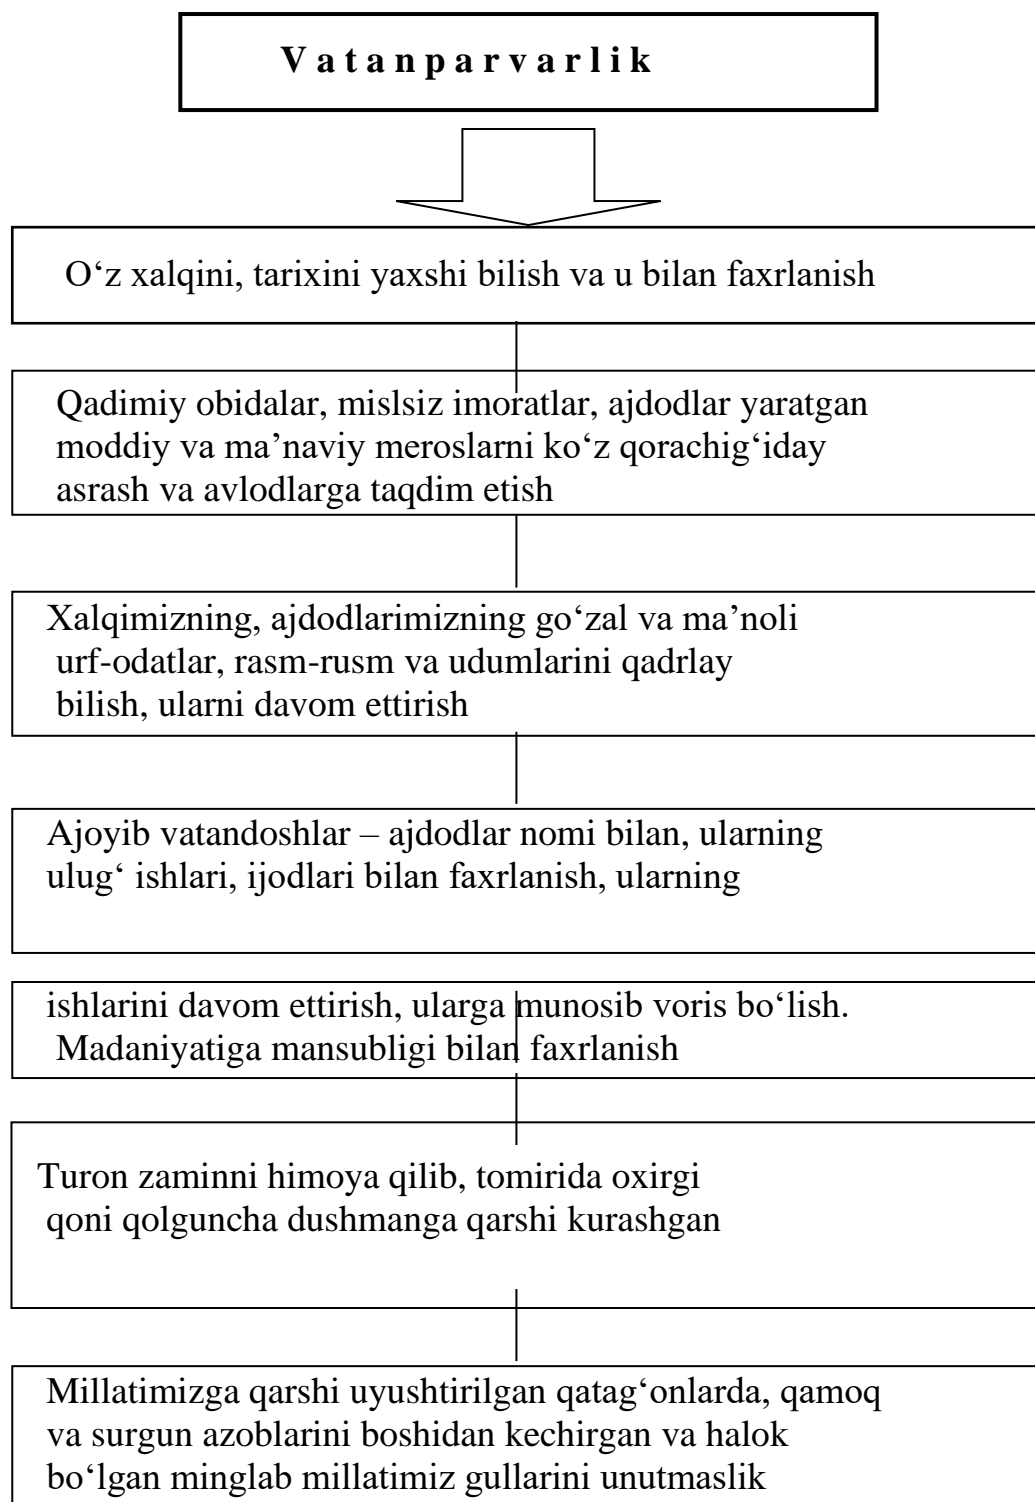 Vatanparvarlik
O‘z xalqini, tarixini yaxshi bilish va u bilan faxrlanish
Qadimiy obidalar, mislsiz imoratlar, ajdodlar yaratgan
moddiy va ma’naviy meroslarni ko‘z qorachig‘iday
asrash va avlodlarga taqdim etish
Xalqimizning, ajdodlarimizning go‘zal va ma’noli
urf-odatlar, rasm-rusm va udumlarini qadrlay
bilish, ularni davom ettirish
Ajoyib vatandoshlar – ajdodlar nomi bilan, ularning
ulug‘ ishlari, ijodlari bilan faxrlanish, ularning
ishlarini davom ettirish, ularga munosib voris bo‘lish.
Madaniyatiga mansubligi bilan faxrlanish
Turon zaminni himoya qilib, tomirida oxirgi
qoni qolguncha dushmanga qarshi kurashgan
Millatimizga qarshi uyushtirilgan qatag‘onlarda, qamoq
va surgun azoblarini boshidan kechirgan va halok
bo‘lgan minglab millatimiz gullarini unutmaslik